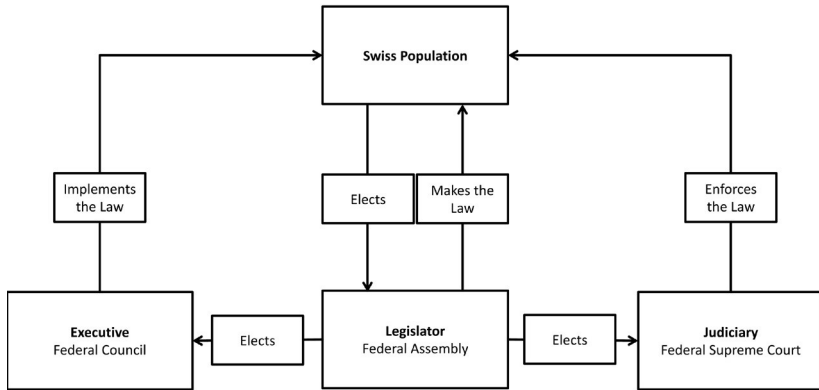 Swiss Population
Implements
the Law
Elects
Makes the
Law
Enforces
the Law
Executive
Federal Council
Elects
Legislator
Federal Assembly
Elects
Judiciary
Federal Supreme Court